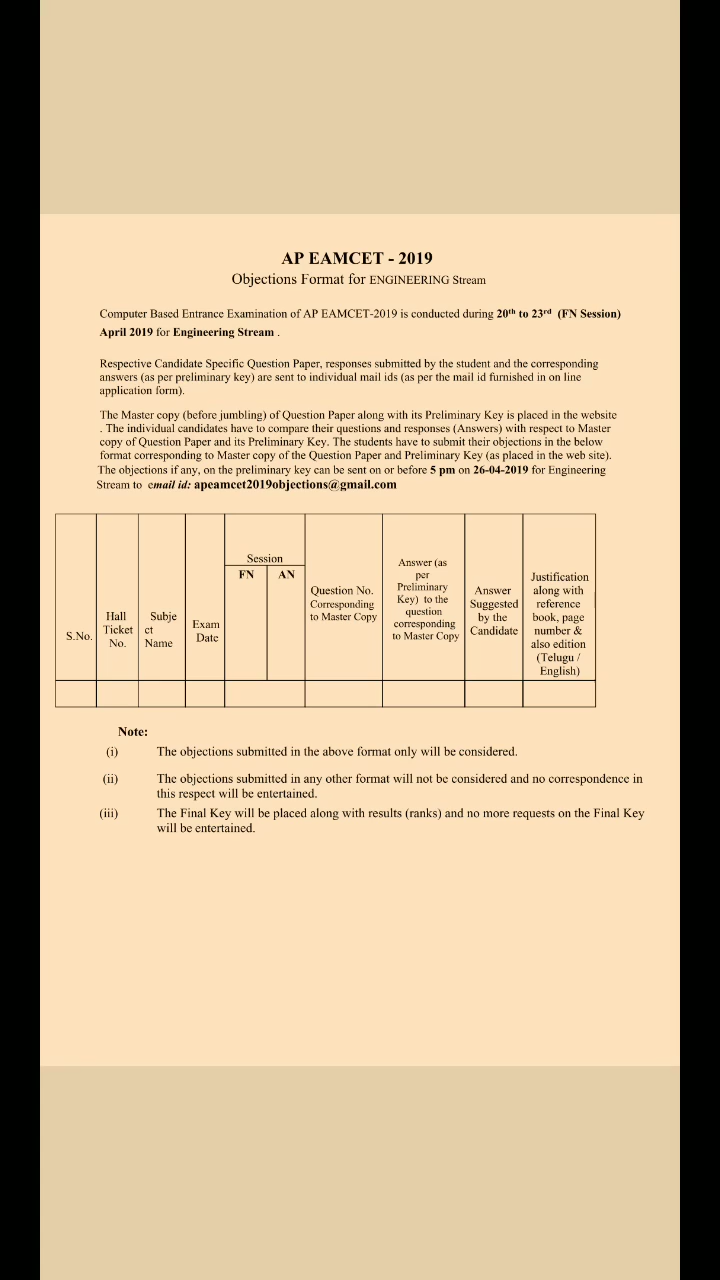 AP EAMCET - 2019
Objections Format for ENGINEERING Stream
Computer Based Entrance Examination of AP EAMCET-2019 is conducted during 20th to 23rd (FN Session)
April 2019 for Engineering Stream .
Respective Candidate Specific Question Paper, responses submitted by the student and the corresponding
answers (as per preliminary key) are sent to individual mail ids (as per the mail id furnished in on line
application form).
The Master copy (before jumbling) of Question Paper along with its Preliminary Key is placed in the website
. The individual candidates have to compare their questions and responses (Answers) with respect to Master
copy of Question Paper and its Preliminary Key. The students have to submit their objections in the below
format corresponding to Master copy of the Question Paper and Preliminary Key (as placed in the web site).
The objections if any, on the preliminary key can be sent on or before 5 pm on 26-04-2019 for Engineering
Stream to email id: apeamcet2019objections@gmail.com
S.No.
Hall
Ticket
No.
Subje
ct
Name
Exam
Date
Session
FN AN
Question No.
Corresponding
to Master Copy
Answer (as
per
Preliminary
Key) to the
question
corresponding
to Master Copy
Answer
Suggested
by the
Candidate
Justification
along with
reference
book, page
number &
also edition
(Telugu /
English)
Note:
(i) The objections submitted in the above format only will be considered.
(ii) The objections submitted in any other format will not be considered and no correspondence in
this respect will be entertained.
(iii) The Final Key will be placed along with results (ranks) and no more requests on the Final Key
will be entertained.